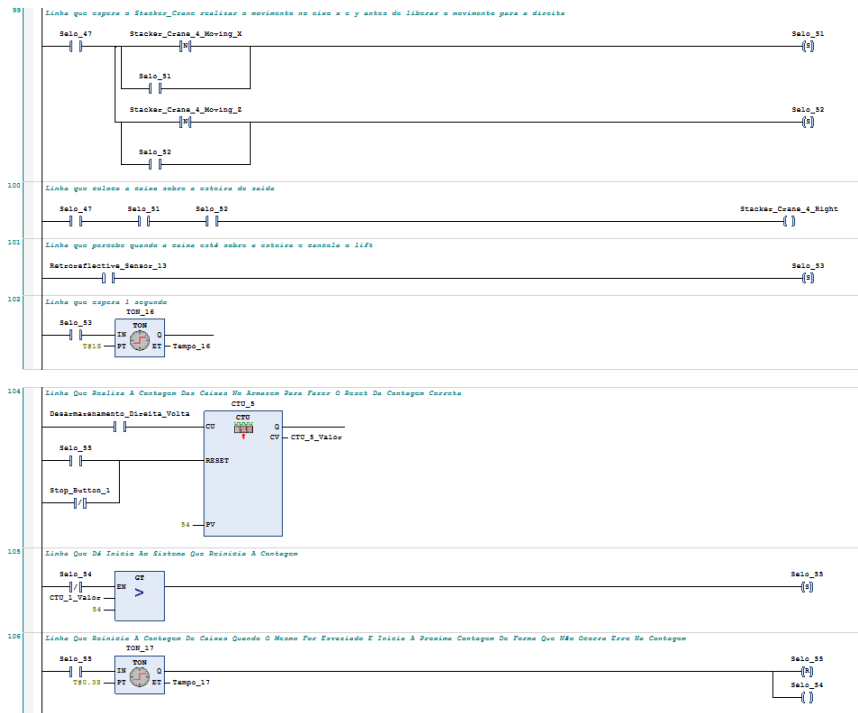 99
Linha que espera o Stacker_Crane realizar o movimento no eixo x e y antes de liberar o movimento para a direita
Selo_47 Stacker_Crane_4_Moving_X Selo_51
N S
Selo_51
Stacker_Crane_4_Moving_Z Selo_52
N S
Selo_52
100
Linha que coloca a caixa sobre a esteira de saída
Selo_47 Selo_51 Selo_52 Stacker_Crane_4_Right
101
Linha que percebe quando a caixa está sobre a esteira e cancela o lift
Retroreflective_Sensor_13 Selo_53
S
102
Linha que espera 1 segundo
TON_16
Selo_53 TON
IN Q
T#1S PT ET Tempo_16
104
Linha Que Realiza A Contagem Das Caixas No Armazem Para Fazer O Reset Da Contagem Correta
CTU_5
Desarmazenamento_Direita_Volta CTU
CU Q
CV CTU_5_Valor
Selo_55
RESET
Stop_Button_1
54 PV
105
Linha Que Dá Inicio Ao Sistema Que Reinicia A Contagem
Selo_54 GT Selo_55
EN > S
CTU_1_Valor
54
106
Linha Que Reinicia A Contagem De Caixas Quando O Mesmo For Esvaziado E Inicia A Proxima Contagem De Forma Que Não Ocorra Erro Na Contagem
TON_17
Selo_55 TON Selo_55
IN Q R
T#0.3S PT ET Tempo_17
Selo_54